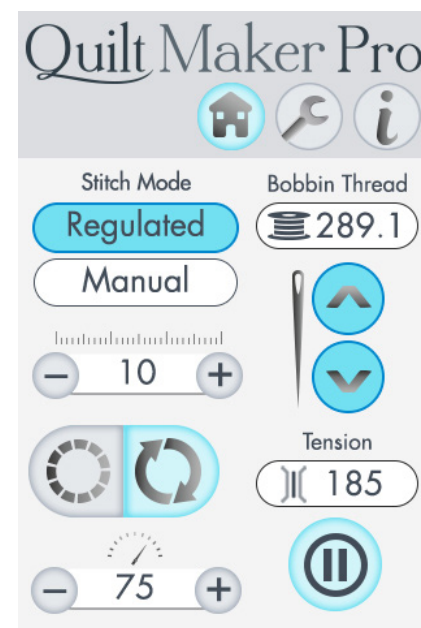 Quilt Maker Pro
i
Stitch Mode
Regulated
Manual
10
75
Bobbin Thread
289.1
Tension
185